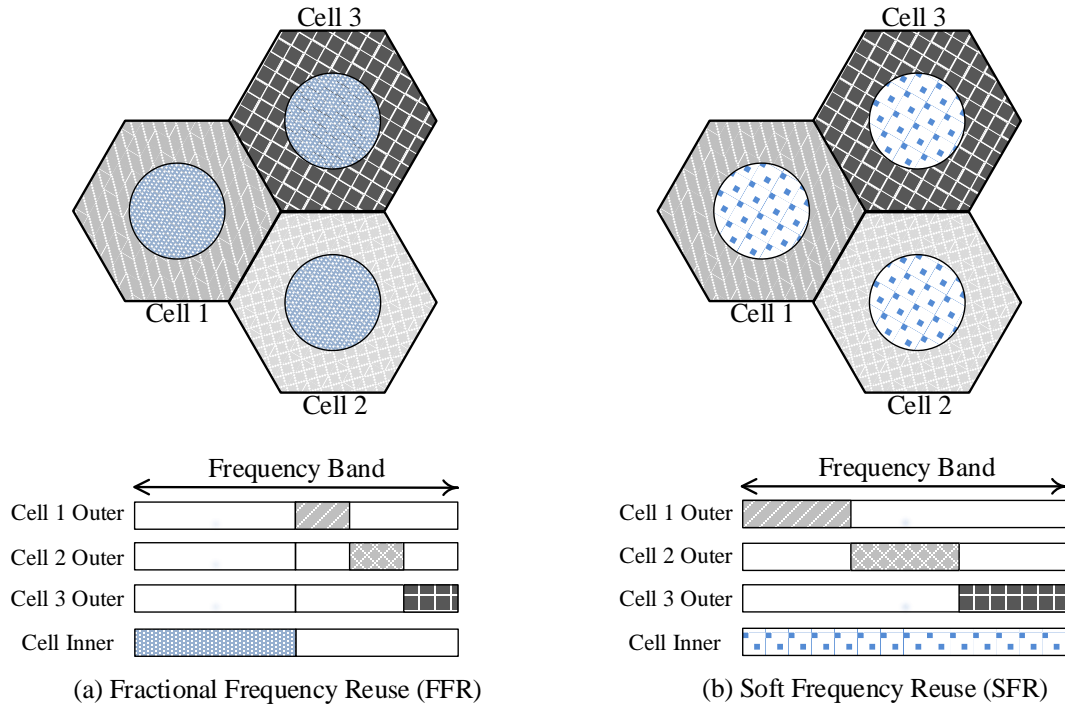 Cell 3
Cell 1
Cell 2
Frequency Band
Cell 1 Outer
Cell 2 Outer
Cell 3 Outer
Cell Inner
(a) Fractional Frequency Reuse (FFR)
Cell 3
Cell 1
Cell 2
Frequency Band
Cell 1 Outer
Cell 2 Outer
Cell 3 Outer
Cell Inner
(b) Soft Frequency Reuse (SFR)